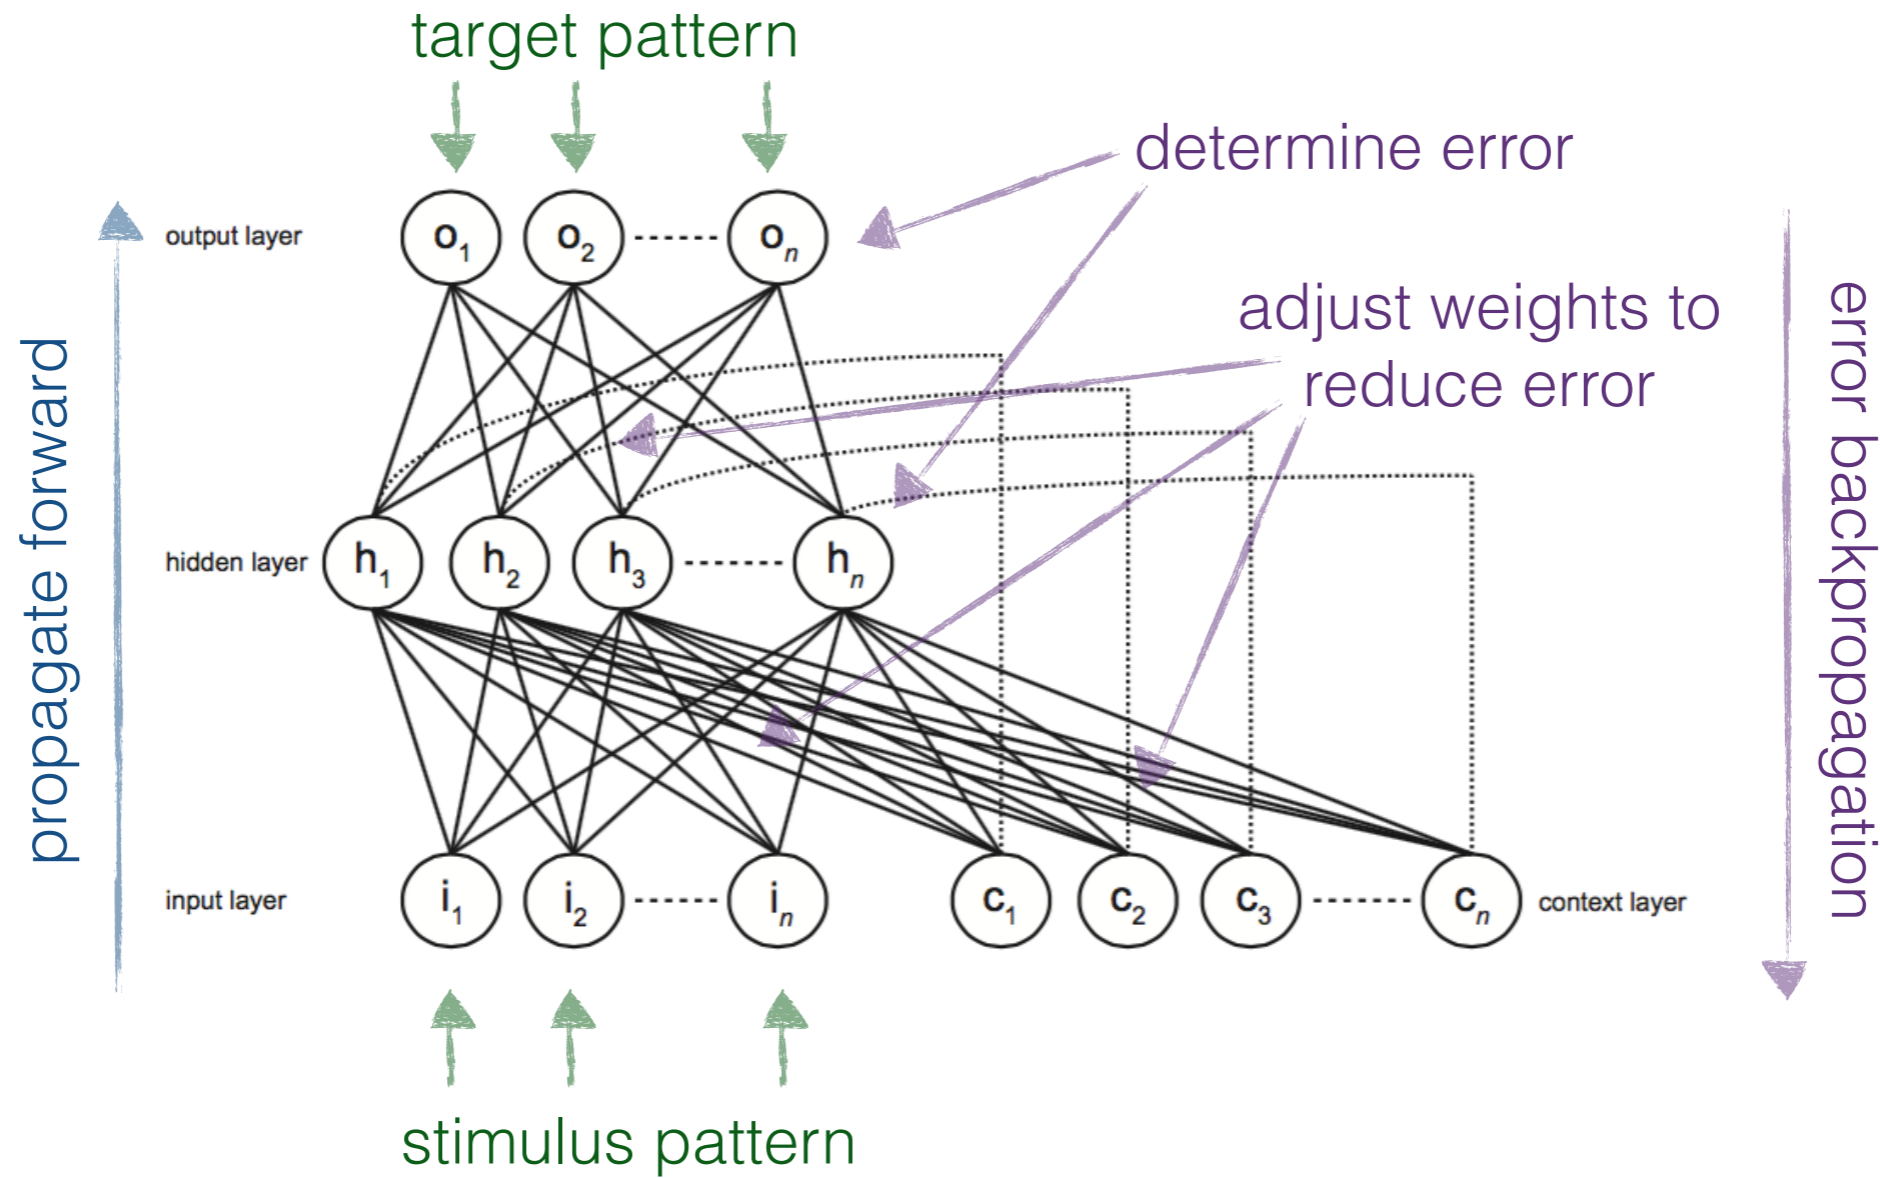 target pattern
determine error
output layer
o1 o2 on
adjust weights to
reduce error
propagate forward
error backpropagation
hidden layer
h1 h2 h3 hn
input layer
i1 i2 in
c1 c2 c3 cn
context layer
stimulus pattern